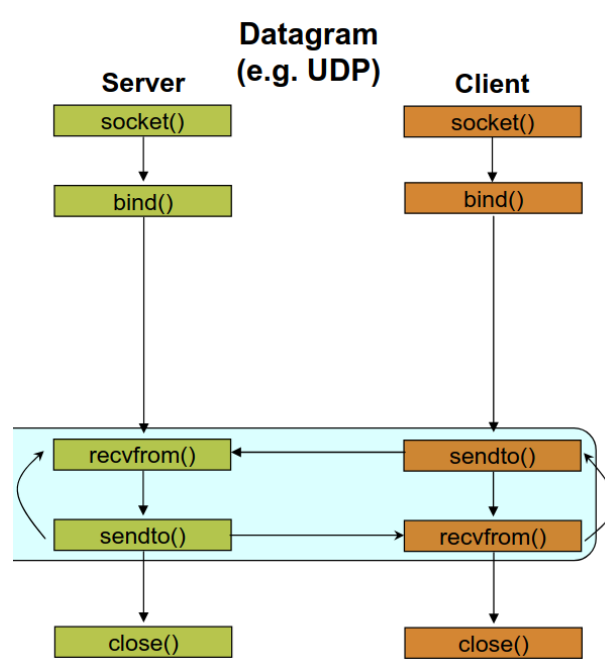 Datagram
(e.g. UDP)
Server
Client
socket()
socket()
bind()
bind()
recvfrom()
sendto()
sendto()
recvfrom()
close()
close()